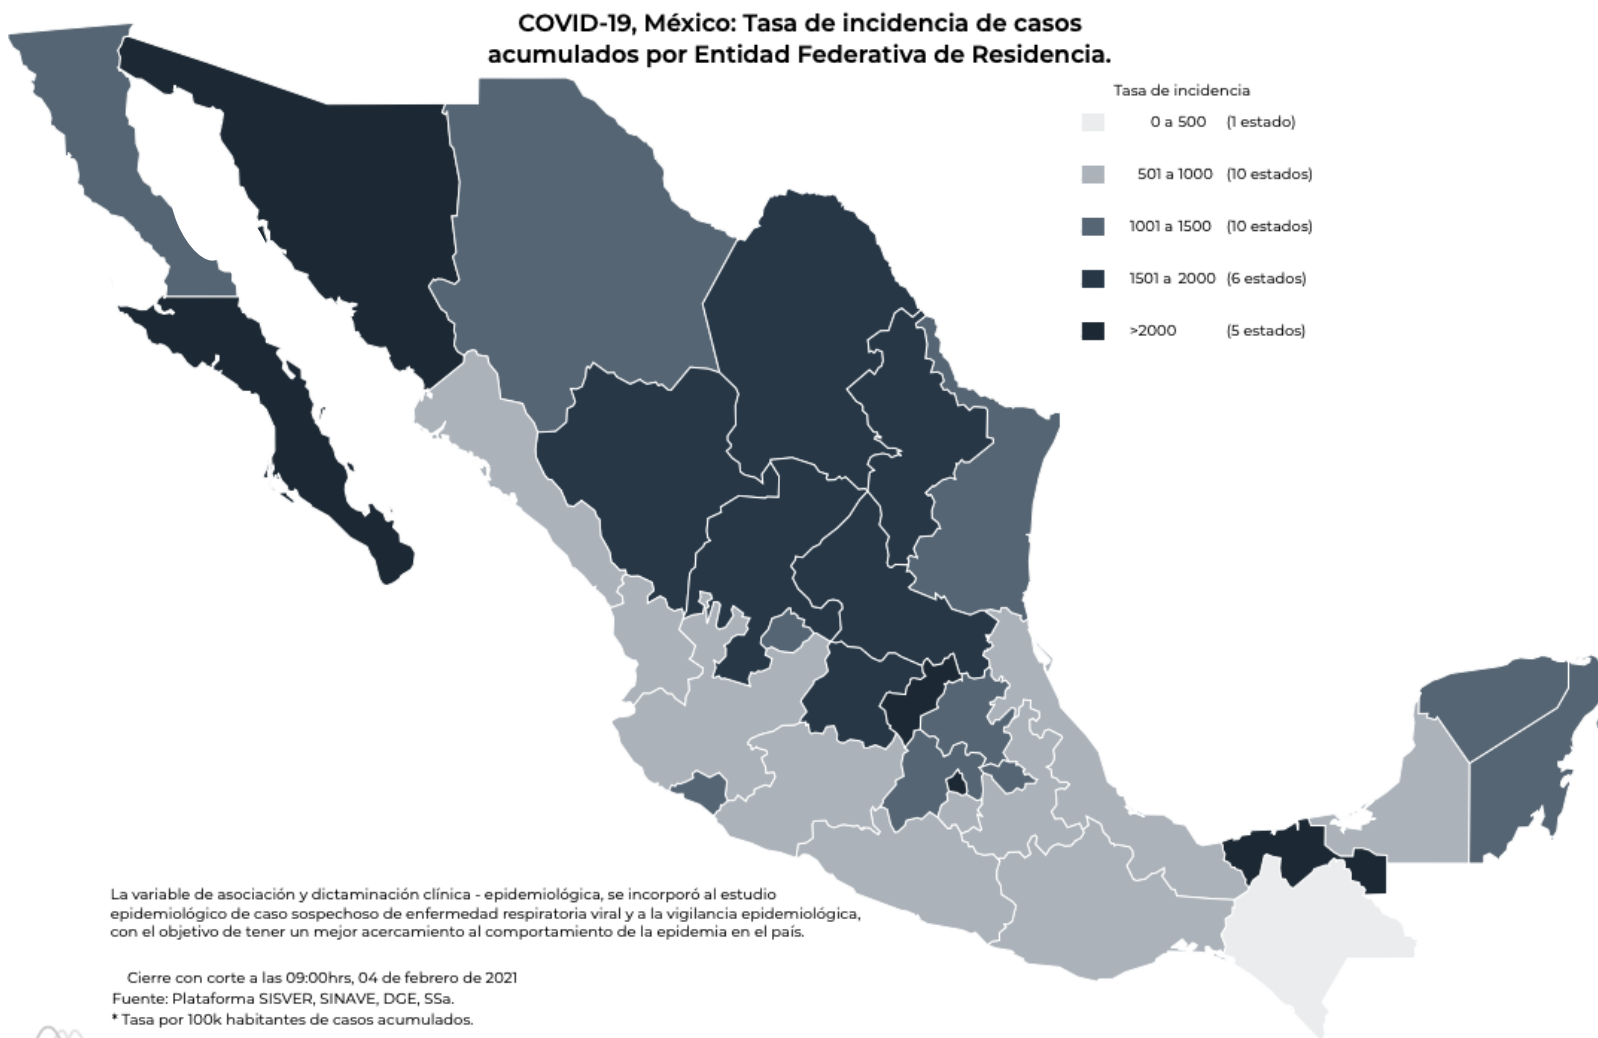 COVID-19, México: Tasa de incidencia de casos
acumulados por Entidad Federativa de Residencia.
Tasa de incidencia
0 a 500 (1 estado)
501 a 1000 (10 estados)
1001 a 1500 (10 estados)
1501 a 2000 (6 estados)
>2000 (5 estados)
La variable de asociación y dictaminación clínica - epidemiológica, se incorporó al estudio
epidemiológico de caso sospechoso de enfermedad respiratoria viral y a la vigilancia epidemiológica,
con el objetivo de tener un mejor acercamiento al comportamiento de la epidemia en el país.
Cierre con corte a las 09:00hrs, 04 de febrero de 2021
Fuente: Plataforma SISVER, SINAVE, DGE, SSa.
* Tasa por 100k habitantes de casos acumulados.